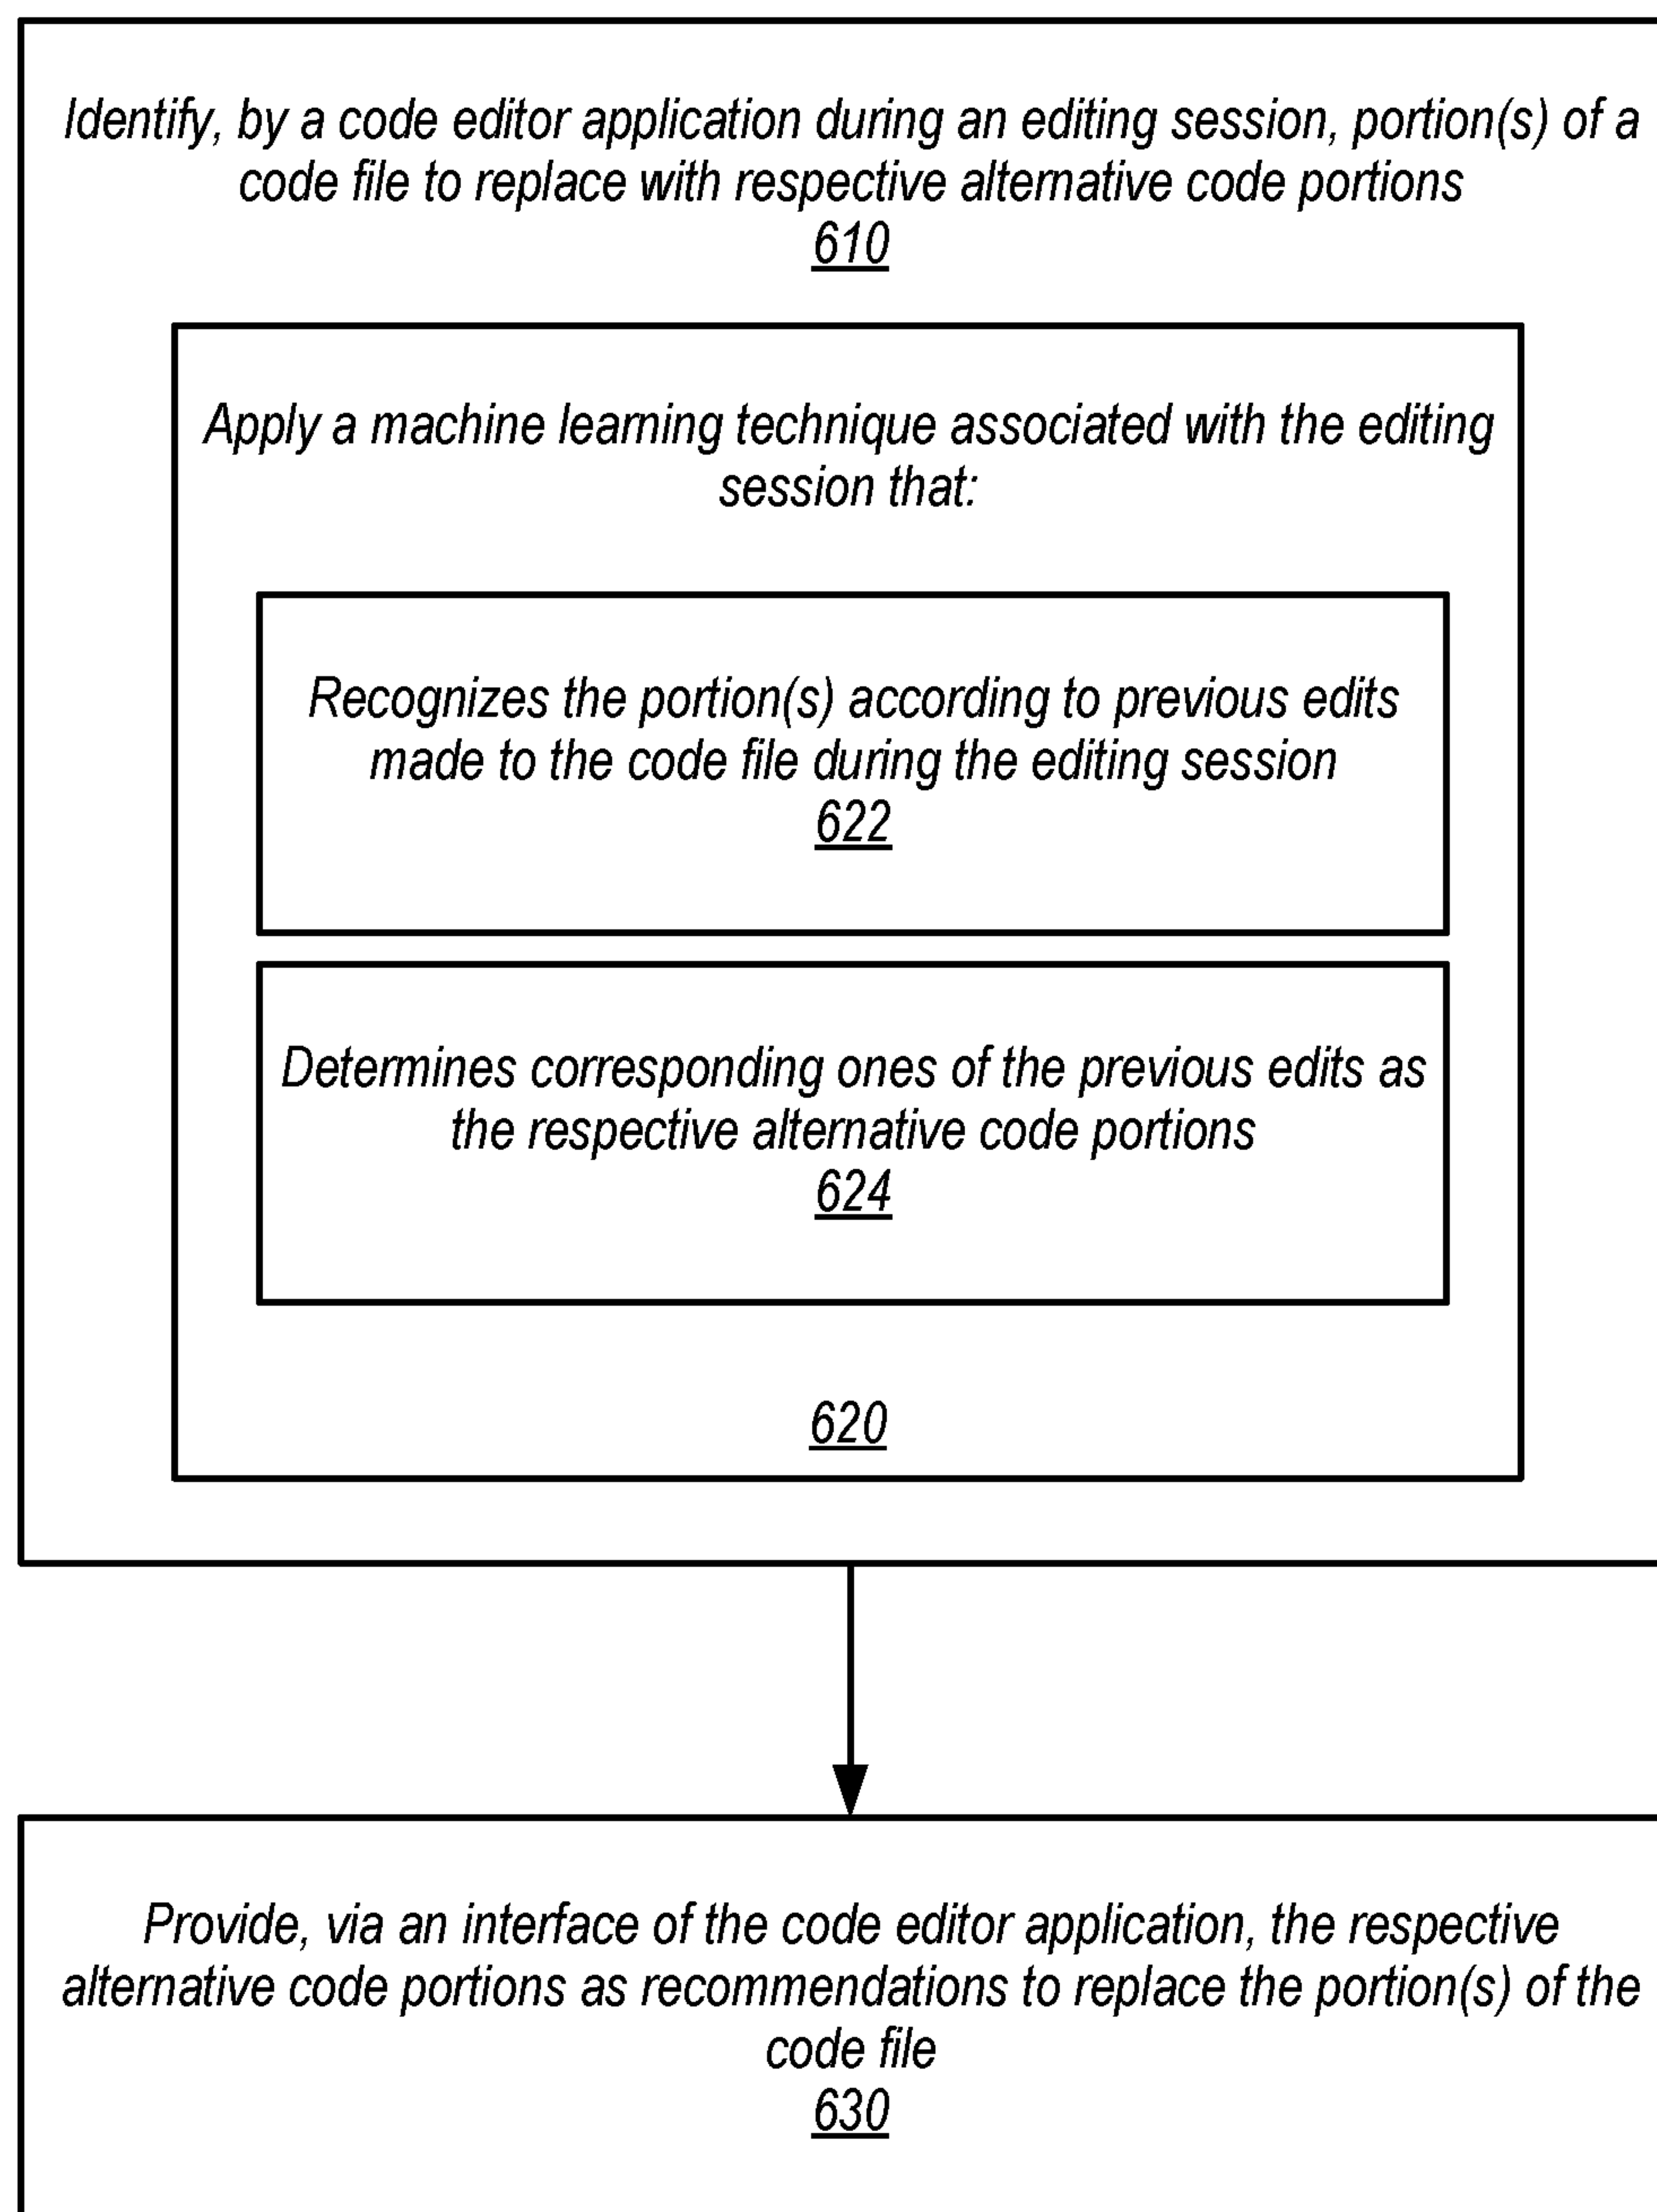 Identify, by a code editor application during an editing session, portion(s) of a
code file to replace with respective alternative code portions
610
Apply a machine learning technique associated with the editing
session that:
Recognizes the portion(s) according to previous edits
made to the code file during the editing session
622
Determines corresponding ones of the previous edits as
the respective alternative code portions
624
620
Provide, via an interface of the code editor application, the respective
alternative code portions as recommendations to replace the portion(s) of the
code file
630